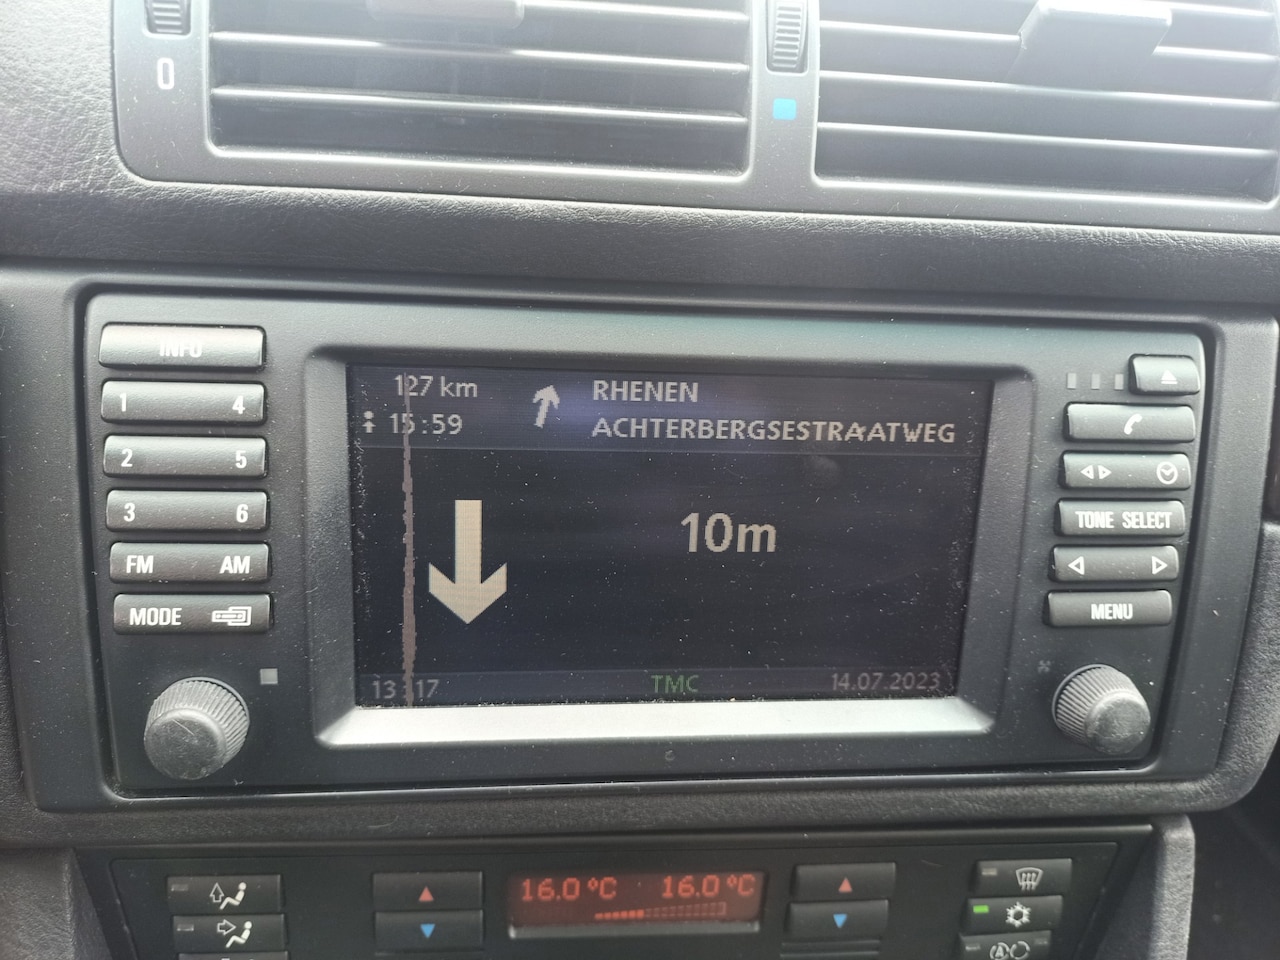 0
INFO
1 4
2 5
3 6
FM AM
MODE
127 km
15:59
RHENEN
ACHTERBERGSESTRAATWEG
10m
13:17
TMC
14.07.2023
TONE SELECT
MENU
16.0°C 16.0°C
A